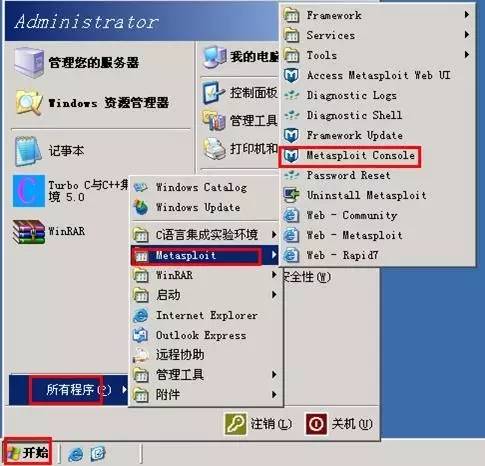 Administrator
管理您的服务器
Windows 资源管理器
记事本
Turbo C与C++集
境 5.0
WinRAR
所有程序(P)
我的电脑
控制面板
管理工具
打印机和
安全性(W)
Windows Catalog
Windows Update
C语言集成实验环境
Metasploit
WinRAR
启动
Internet Explorer
Outlook Express
远程协助
管理工具
附件
Framework
Services
Tools
Access Metasploit Web UI
Diagnostic Logs
Diagnostic Shell
Framework Update
Metasploit Console
Password Reset
Uninstall Metasploit
Web - Community
Web - Metasploit
Web - Rapid7
注销(L)
关机(U)
开始